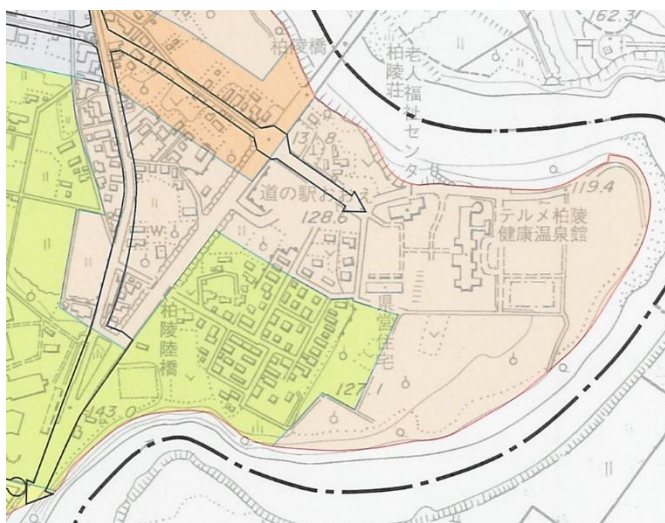 162.3
柏陵橋
老人福祉センタ
柏陵荘
131.8
119.4
道の駅おおえ
128.6
テルメ柏陵
健康温泉館
W
柏陵陸橋
県営住宅
127.1
143.0